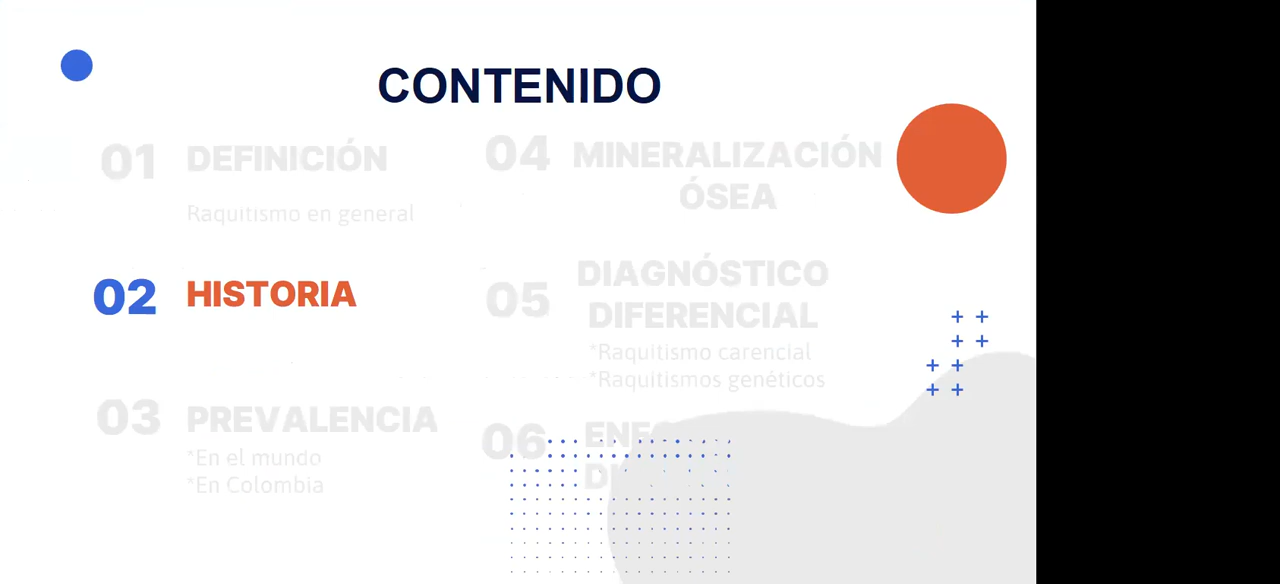 CONTENIDO
01 DEFINICIÓN
Raquitismo en general
02 HISTORIA
03 PREVALENCIA
*En el mundo
*En Colombia
04 MINERALIZACIÓN
ÓSEA
05 DIAGNÓSTICO
DIFERENCIAL
*Raquitismo carencial
*Raquitismos genéticos
06